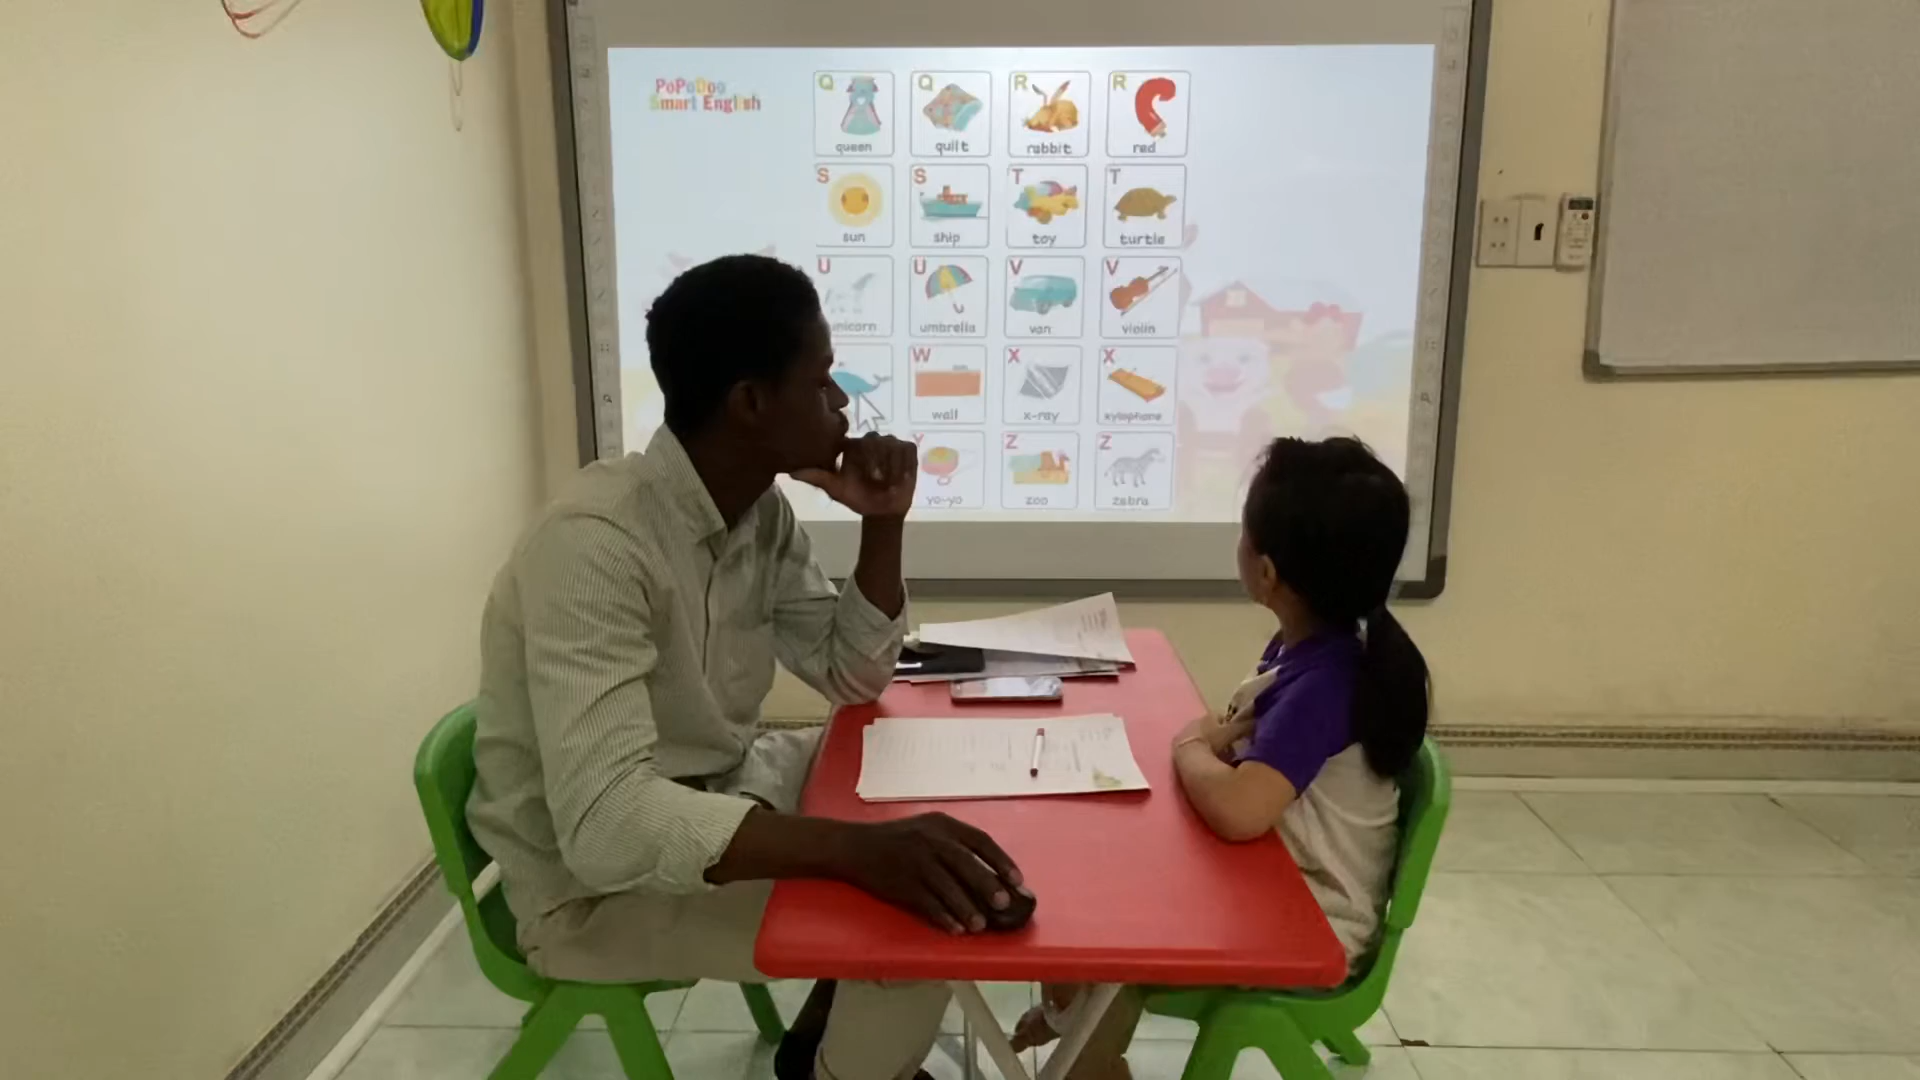 PoPoDoo
Smart English
Q Q R R
queen quilt rabbit red
S S T T
sun ship toy turtle
U U V V
unicorn umbrella van violin
W X X
wall x-ray xylophone
Y Z Z
yo-yo zoo zebra